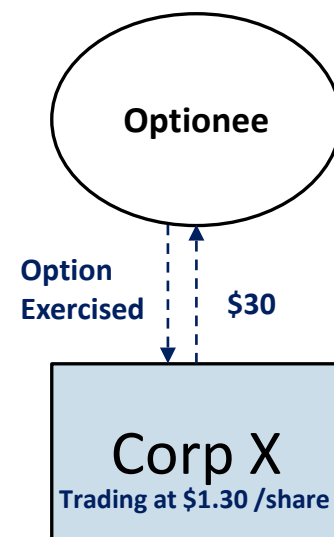 Optionee
Option
Exercised
$30
Corp X
Trading at $1.30 /share